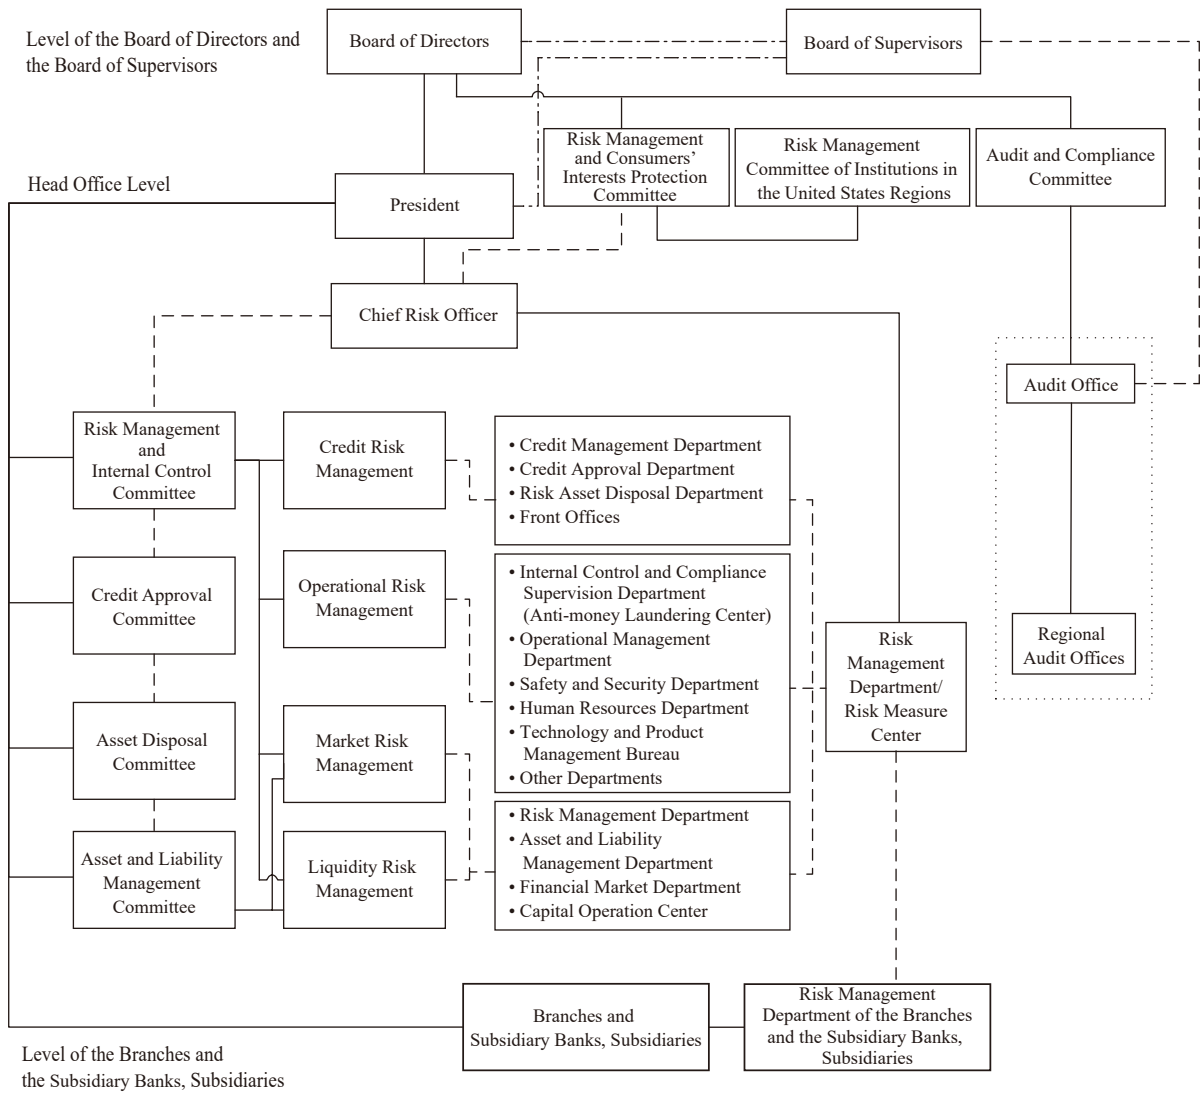 Level of the Board of Directors and
the Board of Supervisors
Board of Directors
Board of Supervisors
Risk Management
and Consumers’
Interests Protection
Committee
Risk Management
Committee of Institutions in
the United States Regions
Audit and Compliance
Committee
Head Office Level
President
Chief Risk Officer
Audit Office
Regional
Audit Offices
Risk Management
and
Internal Control
Committee
Credit Approval
Committee
Asset Disposal
Committee
Asset and Liability
Management
Committee
Credit Risk
Management
Operational Risk
Management
Market Risk
Management
Liquidity Risk
Management
• Credit Management Department
• Credit Approval Department
• Risk Asset Disposal Department
• Front Offices
• Internal Control and Compliance
Supervision Department
(Anti-money Laundering Center)
• Operational Management
Department
• Safety and Security Department
• Human Resources Department
• Technology and Product
Management Bureau
• Other Departments
• Risk Management Department
• Asset and Liability
Management Department
• Financial Market Department
• Capital Operation Center
Risk
Management
Department/
Risk Measure
Center
Branches and
Subsidiary Banks, Subsidiaries
Risk Management
Department of the Branches
and the Subsidiary Banks,
Subsidiaries
Level of the Branches and
the Subsidiary Banks, Subsidiaries